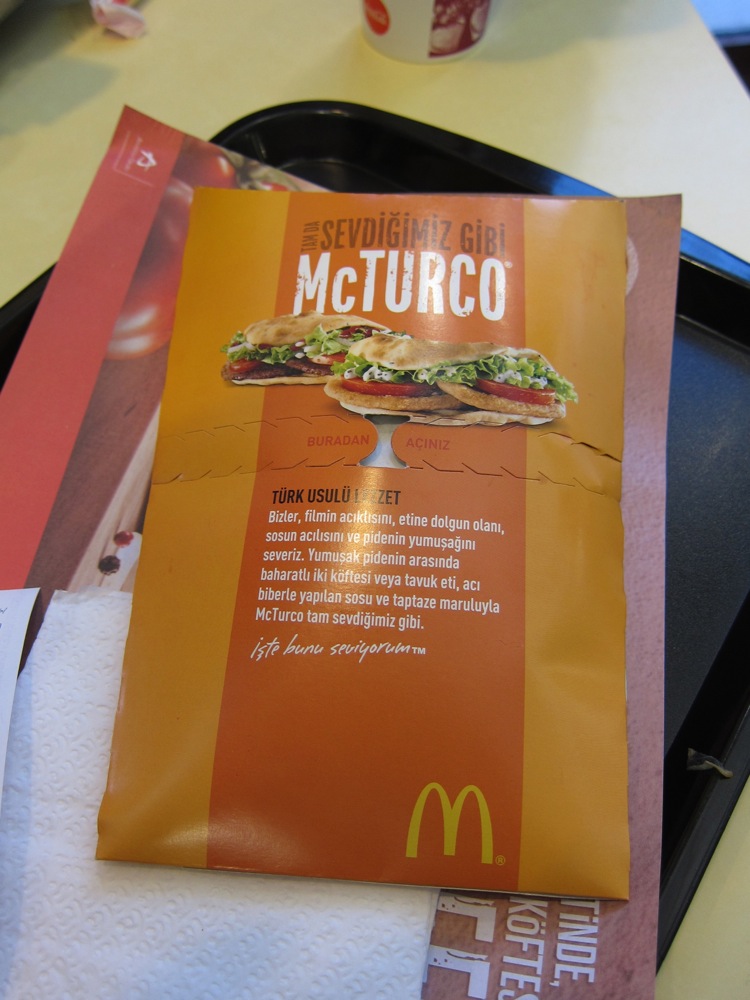 TAM DA
SEVDİĞİMİZ GİBİ
McTURCO®
BURADAN AÇINIZ
TÜRK USULÜ LEZZET
Bizler, filmin acıklısını, etine dolgun olanı,
sosun acılısını ve pidenin yumuşağını
severiz. Yumuşak pidenin arasında
baharatlı iki köftesi veya tavuk eti, acı
biberle yapılan sosu ve taptaze maruluyla
McTurco tam sevdiğimiz gibi.
işte bunu seviyorum™
M®
TİNDE,
KÖFTES